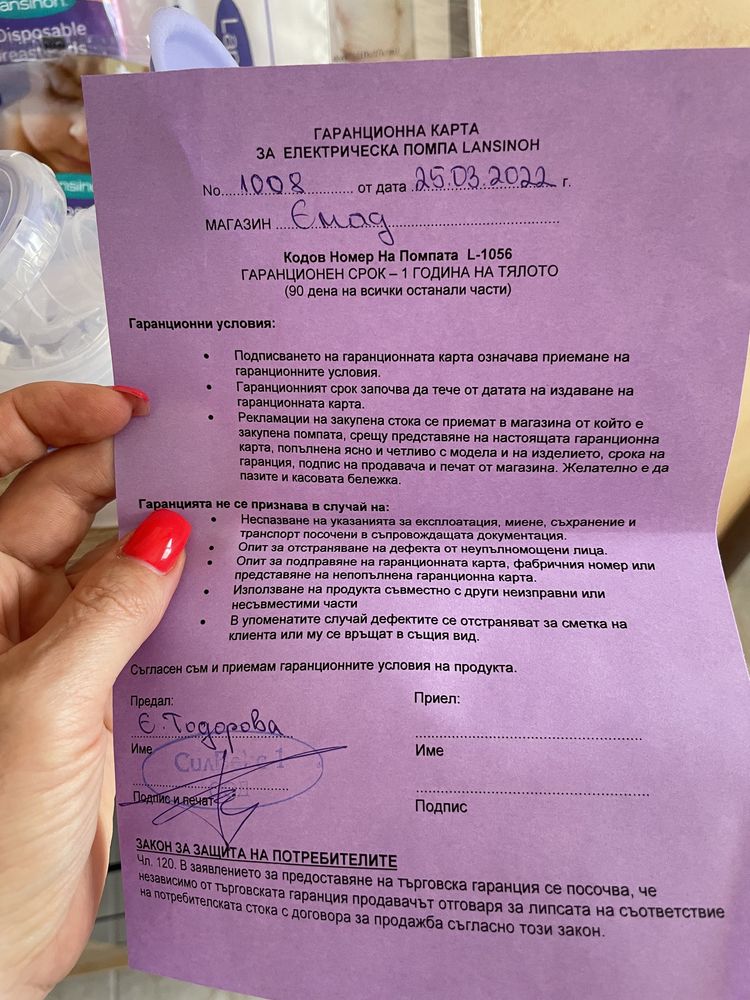 ansinoh
Disposable
ГАРАНЦИОННА КАРТА
ЗА ЕЛЕКТРИЧЕСКА ПОМПА LANSINOH
No....1008.................... от дата .25.03.2022.. г.
МАГАЗИН ...Емод..................................
Кодов Номер На Помпата L-1056
ГАРАНЦИОНЕН СРОК – 1 ГОДИНА НА ТЯЛОТО
(90 дена на всички останали части)
Гаранционни условия:
• Подписването на гаранционната карта означава приемане на
гаранционните условия.
• Гаранционният срок започва да тече от датата на издаване на
гаранционната карта.
• Рекламации на закупена стока се приемат в магазина от който е
закупена помпата, срещу представяне на настоящата гаранционна
карта, попълнена ясно и четливо с модела и на изделието, срока на
гаранция, подпис на продавача и печат от магазина. Желателно е да
пазите и касовата бележка.
Гаранцията не се признава в случай на:
• Неспазване на указанията за експлоатация, миене, съхранение и
транспорт посочени в съпровождащата документация.
• Опит за отстраняване на дефекта от неупълномощени лица.
• Опит за подправяне на гаранционната карта, фабричния номер или
представяне на непопълнена гаранционна карта.
• Използване на продукта съвместно с други неизправни или
несъвместими части
• В упоменатите случай дефектите се отстраняват за сметка на
клиента или му се връщат в същия вид.
Съгласен съм и приемам гаранционните условия на продукта.
Предал:
Приел:
Е. Тодорова
Име
Име
Подпис и печат
Подпис
ЗАКОН ЗА ЗАЩИТА НА ПОТРЕБИТЕЛИТЕ
Чл. 120. В заявлението за предоставяне на търговска гаранция се посочва, че
независимо от търговската гаранция продавачът отговаря за липсата на съответствие
на потребителската стока с договора за продажба съгласно този закон.